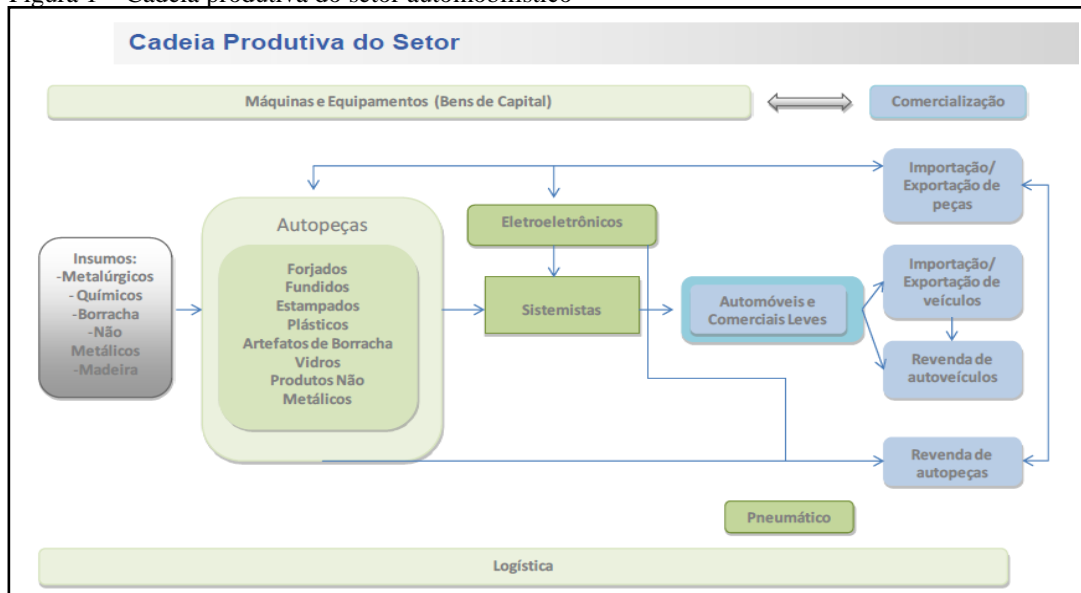 Figura 1 – Cadeia produtiva do setor automobilístico
Cadeia Produtiva do Setor
Máquinas e Equipamentos (Bens de Capital)
Comercialização
Importação/
Exportação de
peças
Autopeças
Eletroeletrônicos
Insumos:
-Metalúrgicos
- Químicos
-Borracha
-Não
Metálicos
-Madeira
Forjados
Fundidos
Estampados
Plásticos
Artefatos de Borracha
Vidros
Produtos Não
Metálicos
Sistemistas
Automóveis e
Comerciais Leves
Importação/
Exportação de
veículos
Revenda de
autoveículos
Revenda de
autopeças
Pneumático
Logística